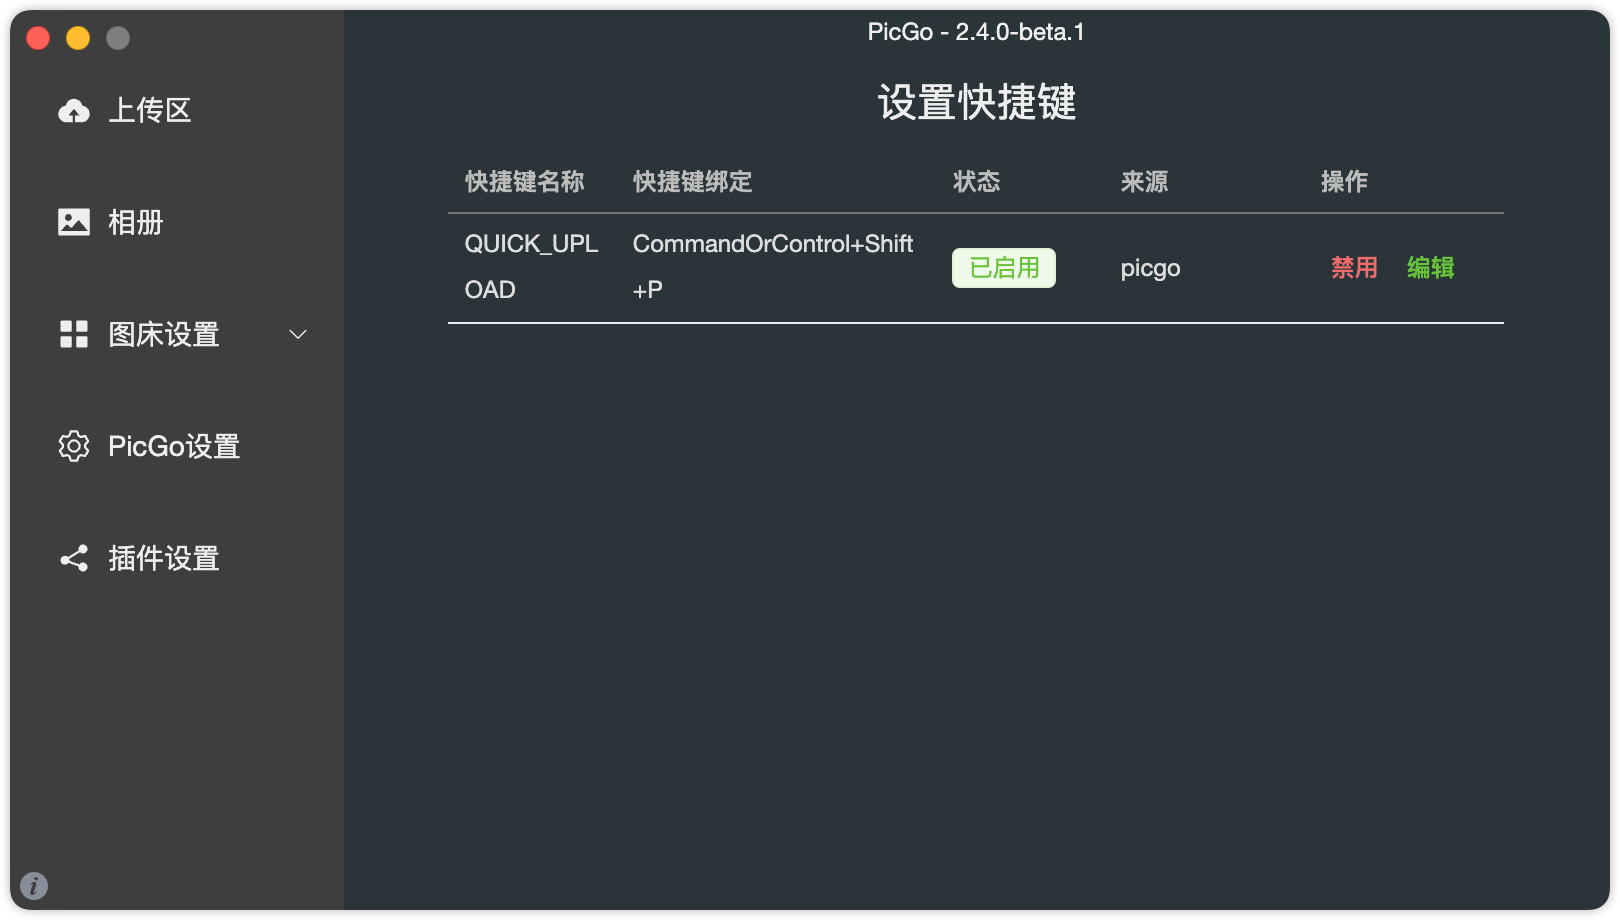 PicGo - 2.4.0-beta.1
上传区
相册
图床设置
PicGo设置
插件设置
设置快捷键
快捷键名称 快捷键绑定 状态 来源 操作
QUICK_UPL CommandOrControl+Shift 已启用 picgo 禁用 编辑
OAD +P